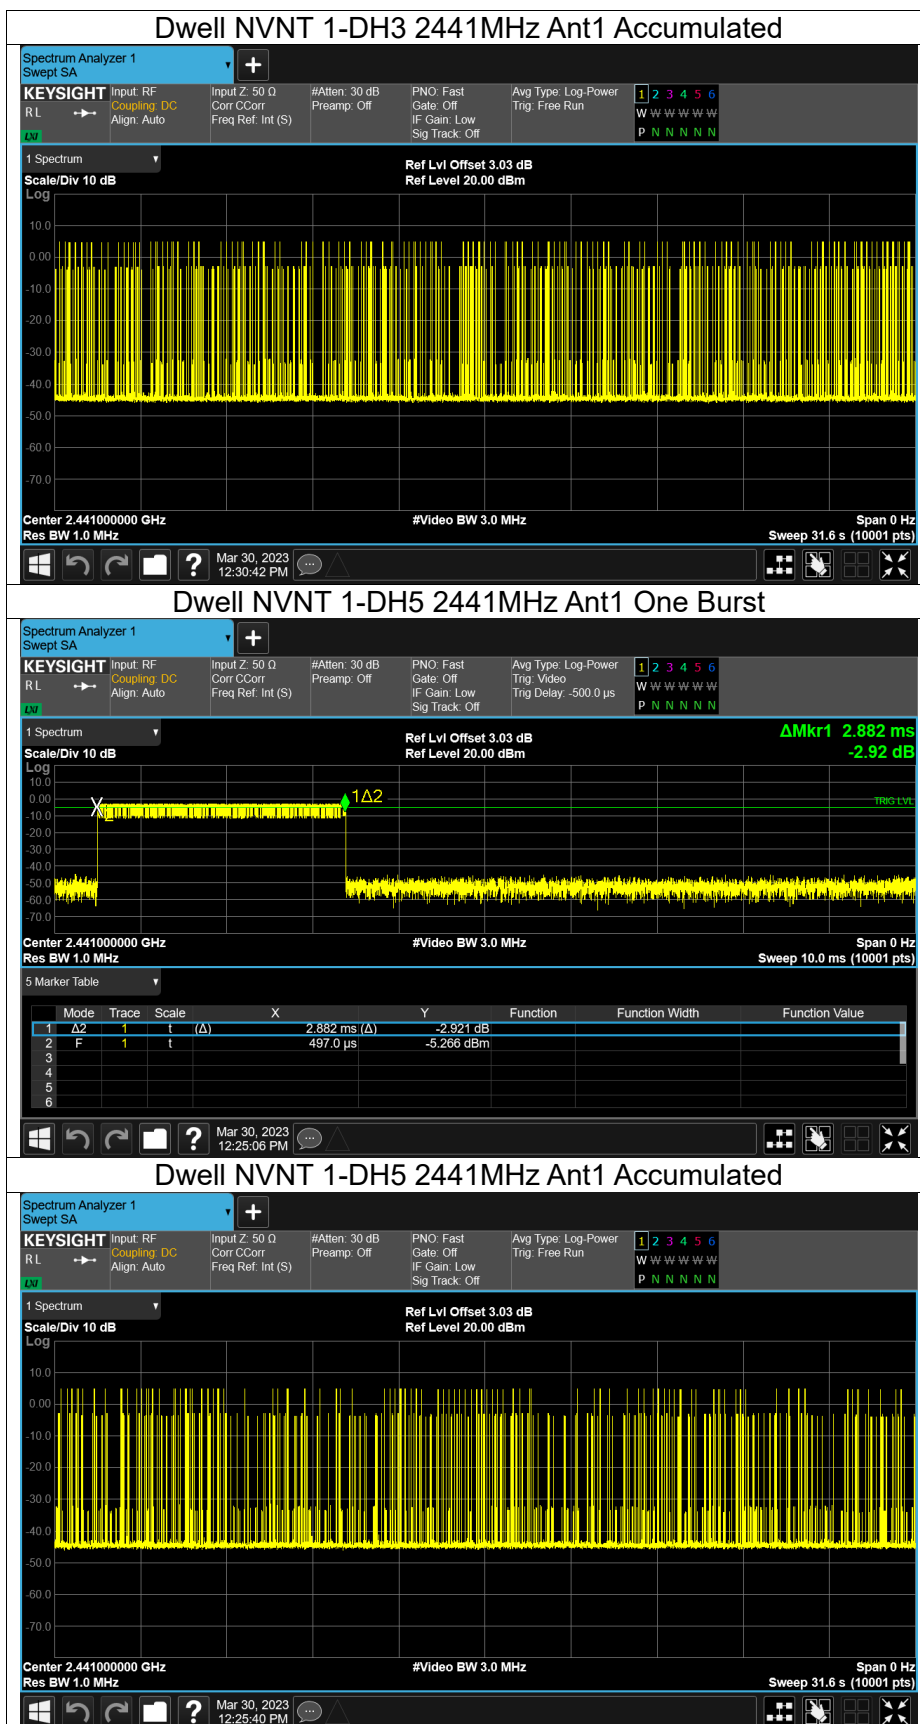 Dwell NVNT 1-DH3 2441MHz Ant1 Accumulated
Spectrum Analyzer 1
Swept SA
KEYSIGHT Input: RF Input Z: 50 Ω #Atten: 30 dB PNO: Fast Avg Type: Log-Power 1 2 3 4 5 6
R L Coupling: DC Corr CCorr Preamp: Off Gate: Off Trig: Free Run W W W W W W
Align: Auto Freq Ref: Int (S) IF Gain: Low P N N N N N
LXI Sig Track: Off
1 Spectrum Ref Lvl Offset 3.03 dB
Scale/Div 10 dB Ref Level 20.00 dBm
Log
10.0
0.00
-10.0
-20.0
-30.0
-40.0
-50.0
-60.0
-70.0
Center 2.441000000 GHz #Video BW 3.0 MHz Span 0 Hz
Res BW 1.0 MHz Sweep 31.6 s (10001 pts)
Mar 30, 2023
12:30:42 PM
Dwell NVNT 1-DH5 2441MHz Ant1 One Burst
Spectrum Analyzer 1
Swept SA
KEYSIGHT Input: RF Input Z: 50 Ω #Atten: 30 dB PNO: Fast Avg Type: Log-Power 1 2 3 4 5 6
R L Coupling: DC Corr CCorr Preamp: Off Gate: Off Trig: Video W W W W W W
Align: Auto Freq Ref: Int (S) IF Gain: Low Trig Delay: -500.0 µs P N N N N N
LXI Sig Track: Off
1 Spectrum Ref Lvl Offset 3.03 dB ΔMkr1 2.882 ms
Scale/Div 10 dB Ref Level 20.00 dBm -2.92 dB
Log
10.0
0.00 1Δ2 TRIG LVL
-10.0
-20.0
-30.0
-40.0
-50.0
-60.0
-70.0
Center 2.441000000 GHz #Video BW 3.0 MHz Span 0 Hz
Res BW 1.0 MHz Sweep 10.0 ms (10001 pts)
5 Marker Table
Mode Trace Scale X Y Function Function Width Function Value
1 Δ2 1 t (Δ) 2.882 ms (Δ) -2.921 dB
2 F 1 t 497.0 µs -5.266 dBm
3
4
5
6
Mar 30, 2023
12:25:06 PM
Dwell NVNT 1-DH5 2441MHz Ant1 Accumulated
Spectrum Analyzer 1
Swept SA
KEYSIGHT Input: RF Input Z: 50 Ω #Atten: 30 dB PNO: Fast Avg Type: Log-Power 1 2 3 4 5 6
R L Coupling: DC Corr CCorr Preamp: Off Gate: Off Trig: Free Run W W W W W W
Align: Auto Freq Ref: Int (S) IF Gain: Low P N N N N N
LXI Sig Track: Off
1 Spectrum Ref Lvl Offset 3.03 dB
Scale/Div 10 dB Ref Level 20.00 dBm
Log
10.0
0.00
-10.0
-20.0
-30.0
-40.0
-50.0
-60.0
-70.0
Center 2.441000000 GHz #Video BW 3.0 MHz Span 0 Hz
Res BW 1.0 MHz Sweep 31.6 s (10001 pts)
Mar 30, 2023
12:25:40 PM